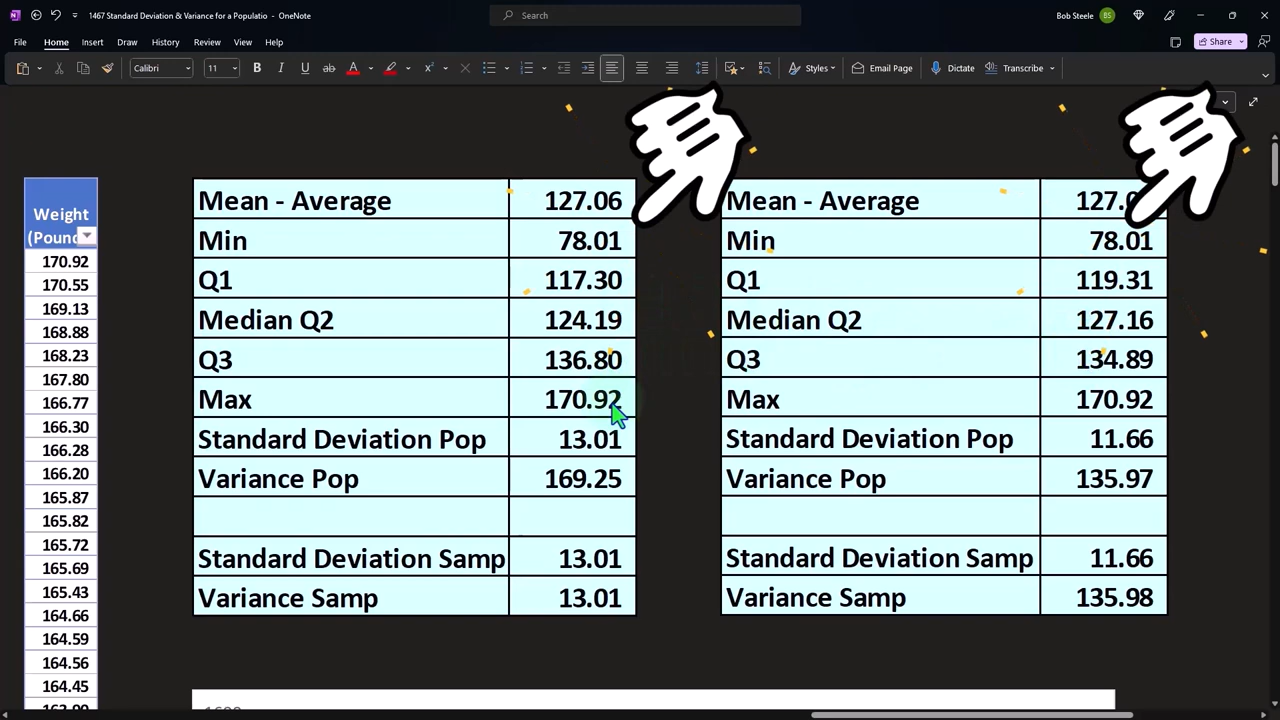 1467 Standard Deviation & Variance for a Populatio - OneNote
Search
Bob Steele
BS
File Home Insert Draw History Review View Help
Share
Calibri 11 B I U ab A x² Styles Email Page Dictate Transcribe
Weight
(Pound
170.92
170.55
169.13
168.88
168.23
167.80
166.77
166.30
166.28
166.20
165.87
165.82
165.72
165.69
165.43
164.66
164.59
164.56
164.45
Mean - Average 127.06
Min 78.01
Q1 117.30
Median Q2 124.19
Q3 136.80
Max 170.92
Standard Deviation Pop 13.01
Variance Pop 169.25
Standard Deviation Samp 13.01
Variance Samp 13.01
Mean - Average
Min 78.01
Q1 119.31
Median Q2 127.16
Q3 134.89
Max 170.92
Standard Deviation Pop 11.66
Variance Pop 135.97
Standard Deviation Samp 11.66
Variance Samp 135.98